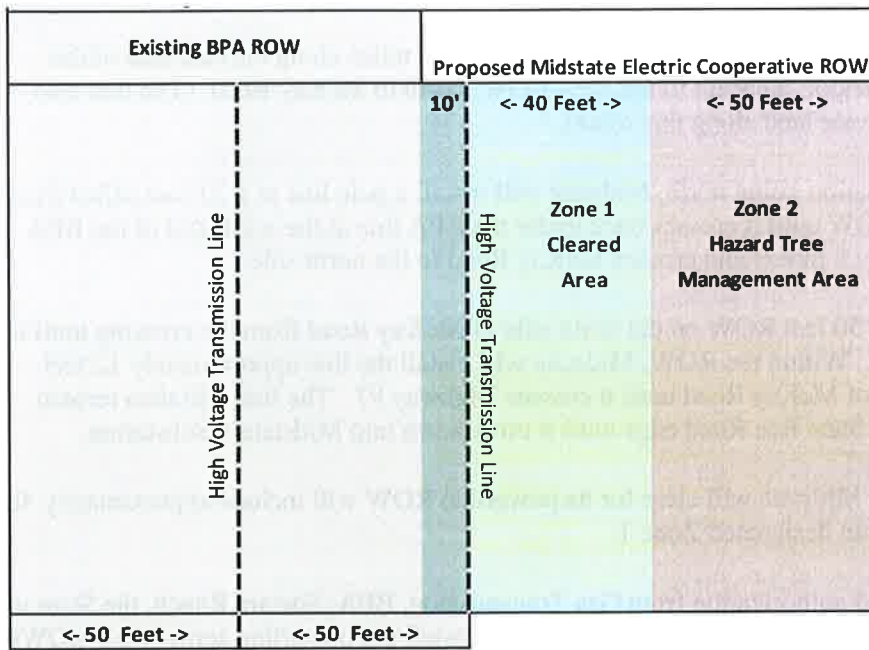 Existing BPA ROW
Proposed Midstate Electric Cooperative ROW
10' <- 40 Feet -> <- 50 Feet ->
Zone 1
Cleared
Area
Zone 2
Hazard Tree
Management Area
High Voltage Transmission Line
High Voltage Transmission Line
<- 50 Feet -> <- 50 Feet ->